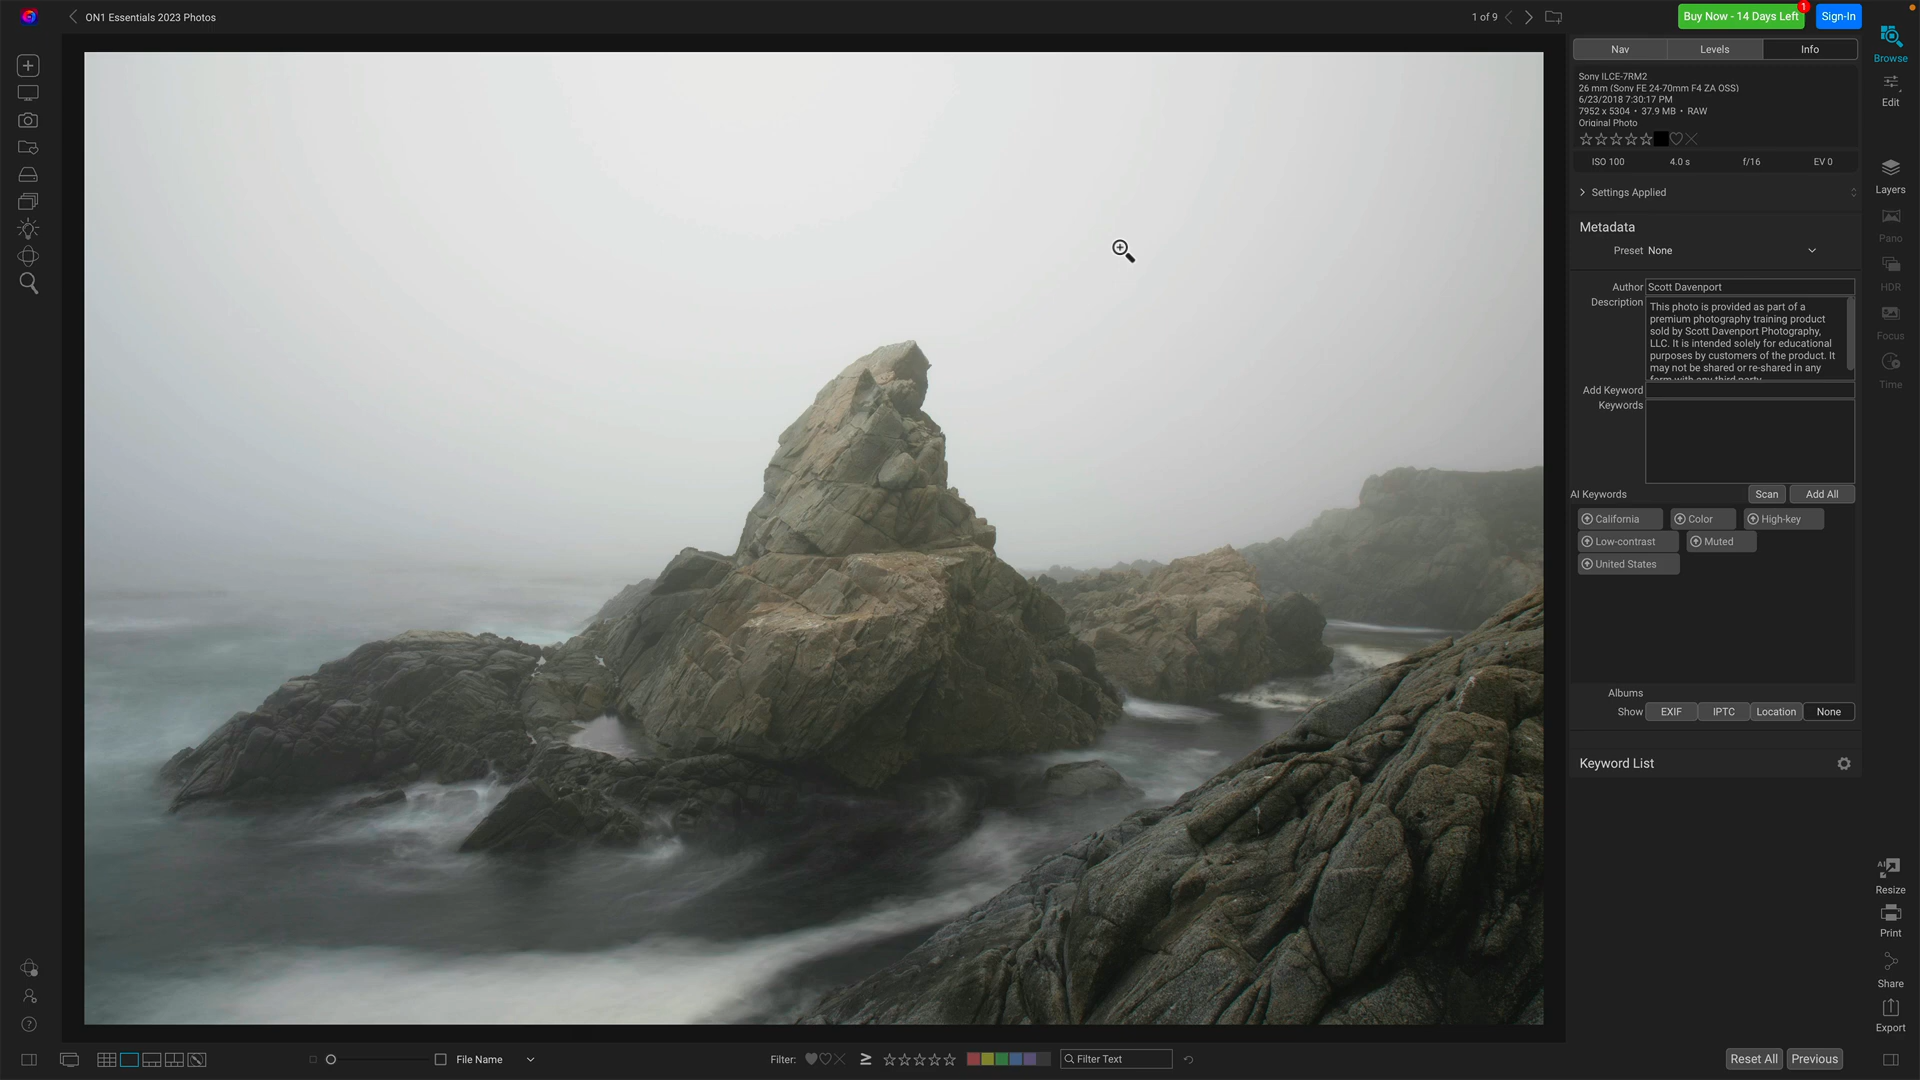 ON1 Essentials 2023 Photos
1 of 9
Buy Now - 14 Days Left
1
Sign-In
Nav
Levels
Info
Browse
Sony ILCE-7RM2
26 mm (Sony FE 24-70mm F4 ZA OSS)
6/23/2018 7:30:17 PM
7952 x 5304 • 37.9 MB • RAW
Original Photo
Edit
ISO 100
4.0 s
f/16
EV 0
Settings Applied
Layers
Metadata
Pano
Preset None
HDR
Author Scott Davenport
Description
This photo is provided as part of a
premium photography training product
sold by Scott Davenport Photography,
LLC. It is intended solely for educational
purposes by customers of the product. It
may not be shared or re-shared in any
form with any third party.
Focus
Time
Add Keyword
Keywords
AI Keywords
Scan
Add All
California
Color
High-key
Low-contrast
Muted
United States
Albums
Show
EXIF
IPTC
Location
None
Keyword List
AI
Resize
Print
Share
Export
File Name
Filter:
Filter Text
Reset All
Previous